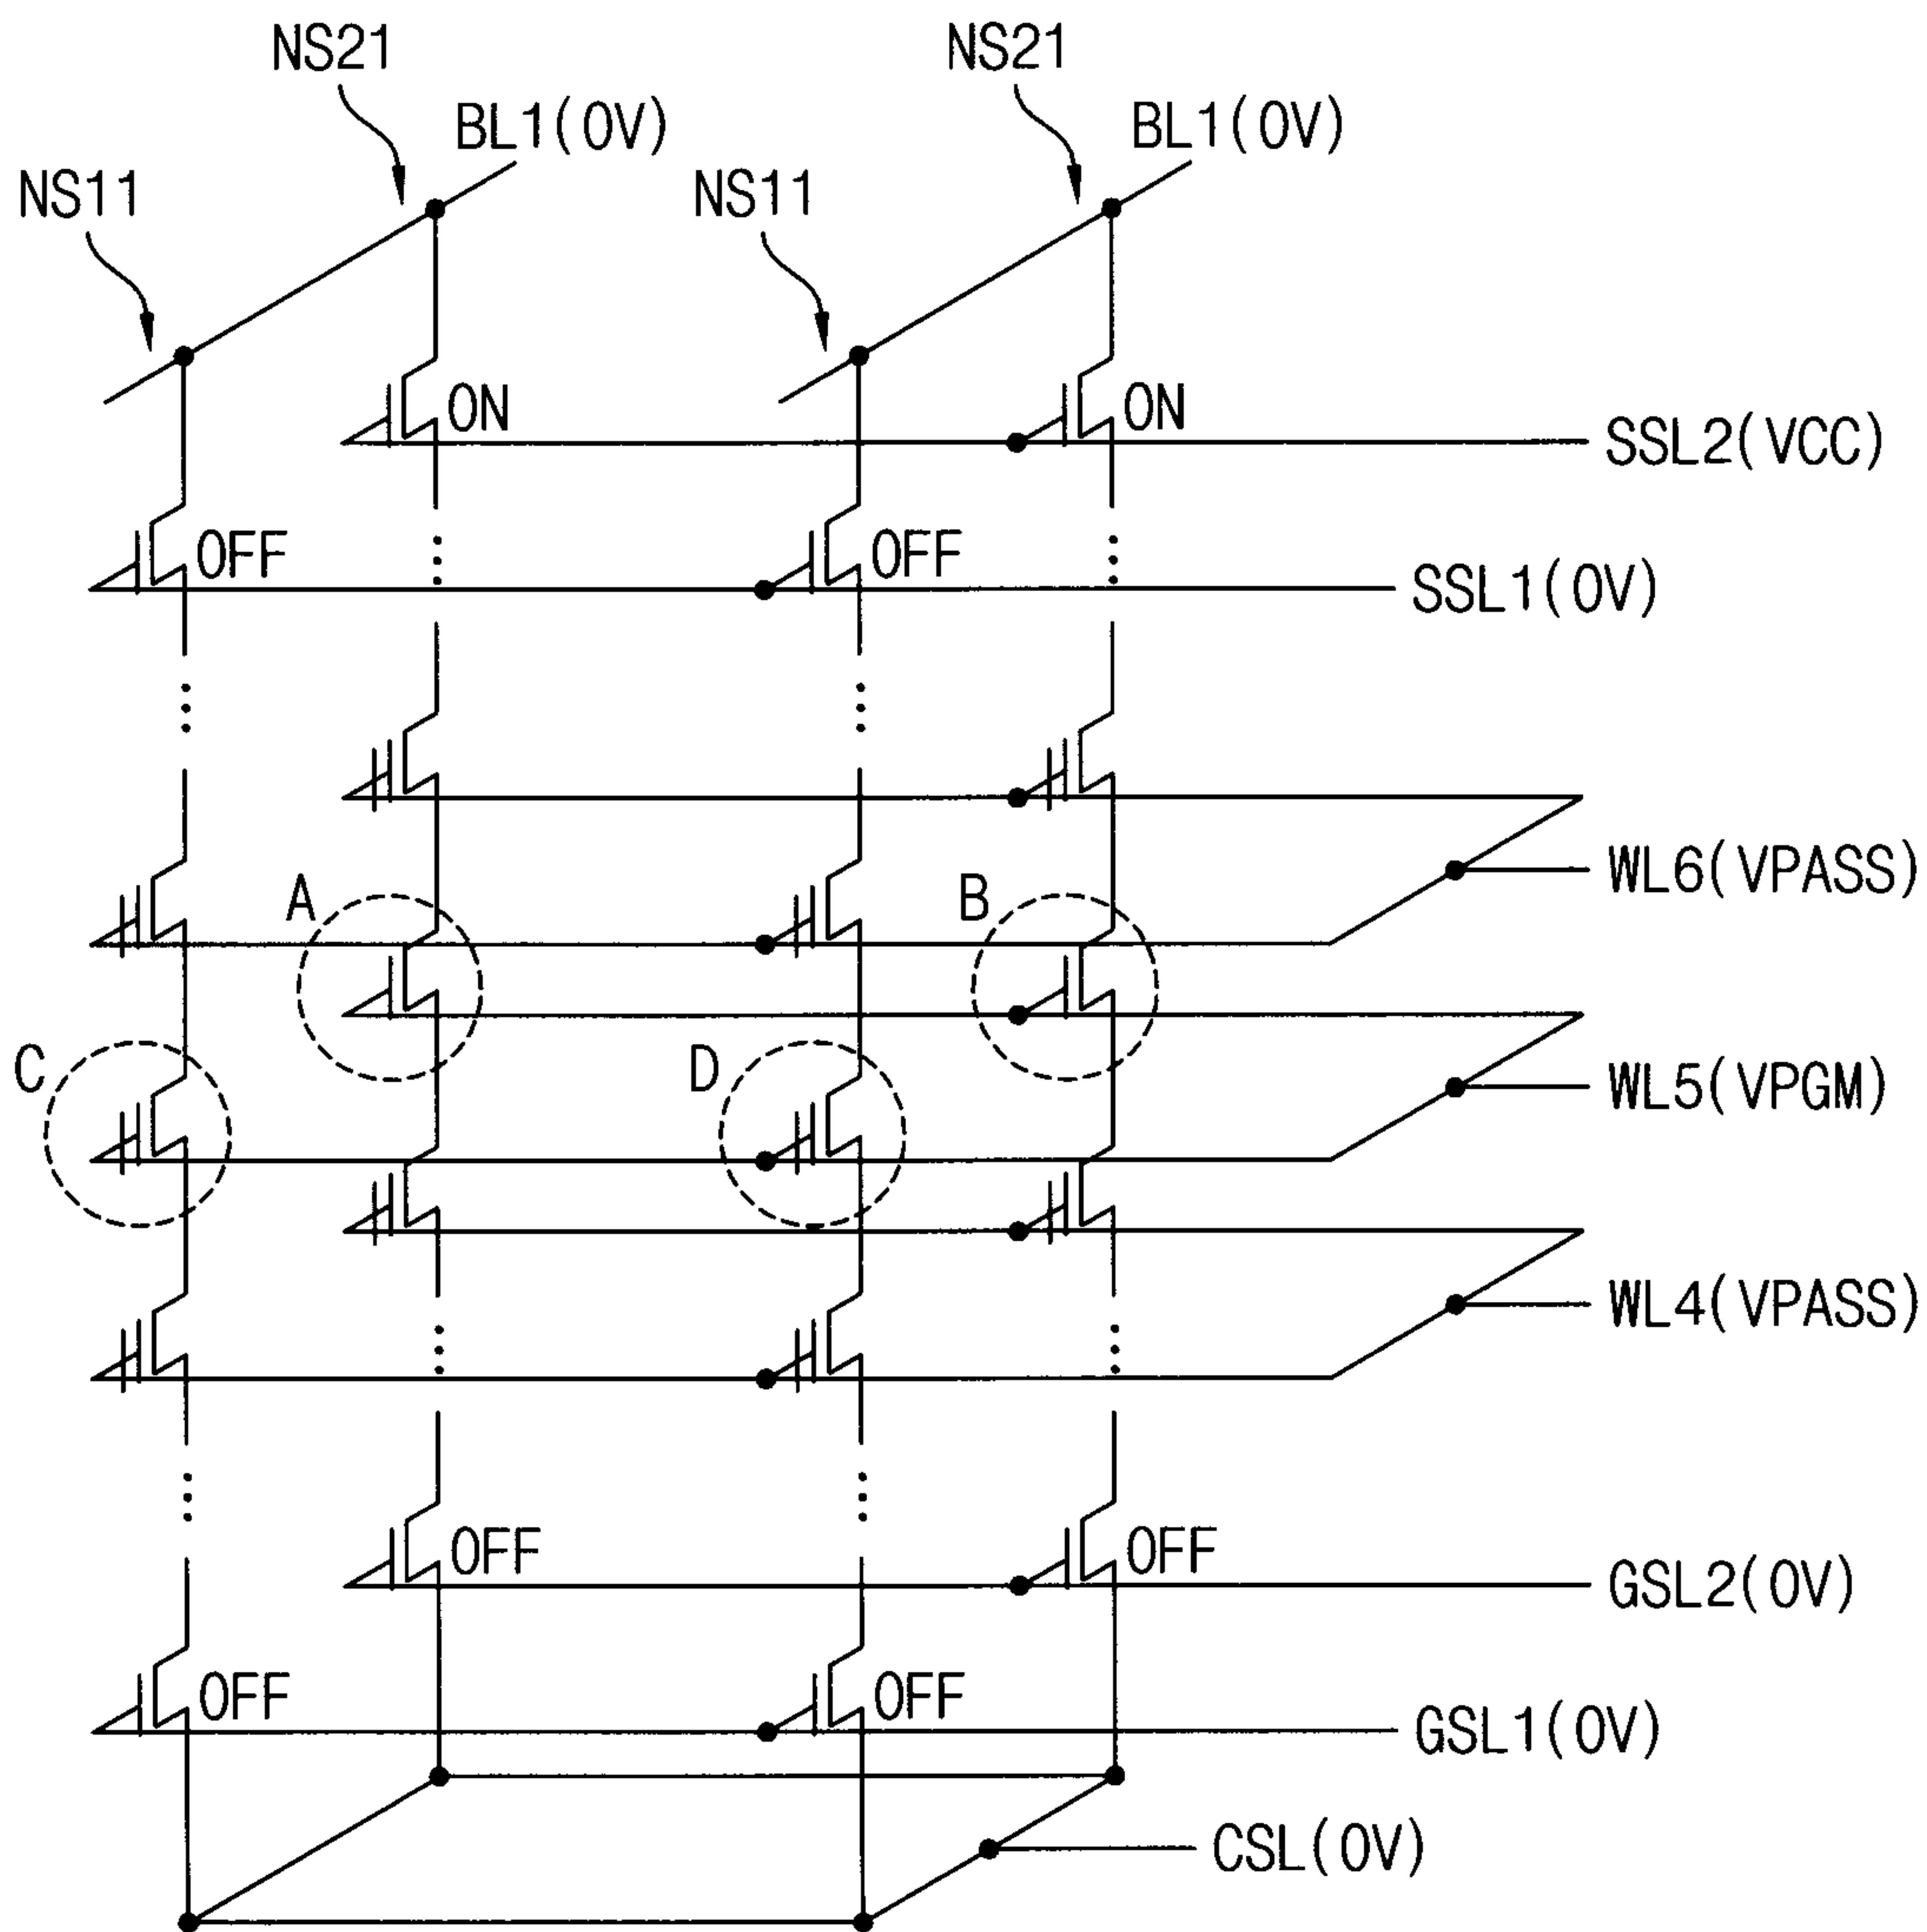 NS21 NS21
BL1(0V) BL1(0V)
NS11 NS11
ON ON
SSL2(VCC)
OFF OFF
SSL1(0V)
WL6(VPASS)
A B
C D
WL5(VPGM)
WL4(VPASS)
OFF OFF
GSL2(0V)
OFF OFF
GSL1(0V)
CSL(0V)